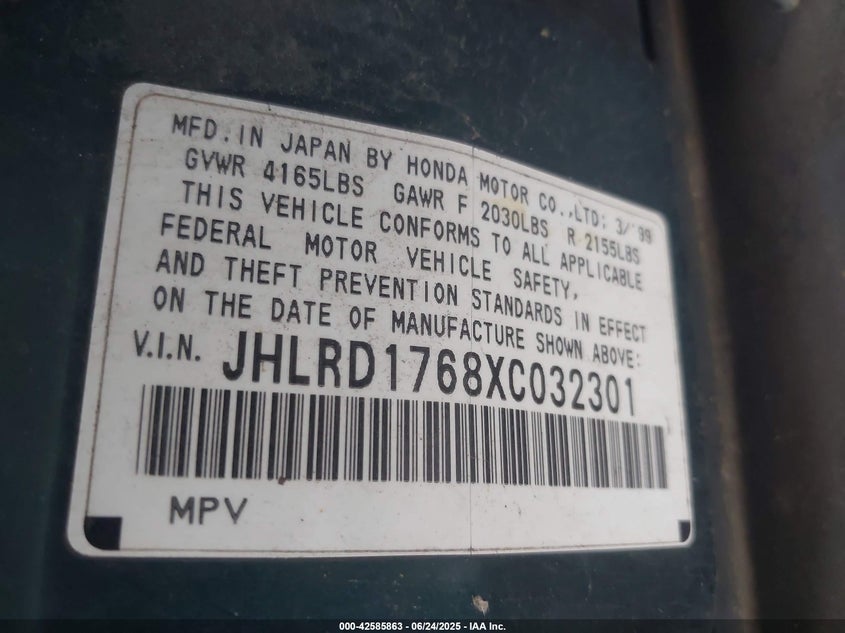 MFD. IN JAPAN BY HONDA MOTOR CO.,LTD; 3/'99
GVWR 4165LBS GAWR F 2030LBS R 2155LBS
THIS VEHICLE CONFORMS TO ALL APPLICABLE
FEDERAL MOTOR VEHICLE SAFETY,
AND THEFT PREVENTION STANDARDS IN EFFECT
ON THE DATE OF MANUFACTURE SHOWN ABOVE:
V.I.N. JHLRD1768XC032301
MPV
000-42585863 - 06/24/2025 - IAA Inc.